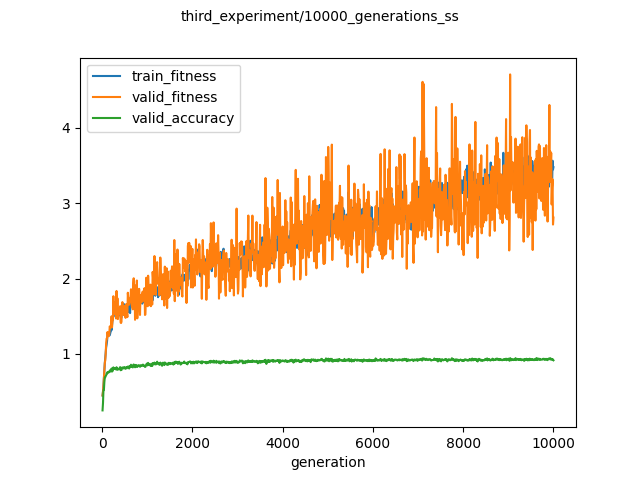 third_experiment/10000_generations_ss
train_fitness
valid_fitness
valid_accuracy
4
3
2
1
0 2000 4000 6000 8000 10000
generation